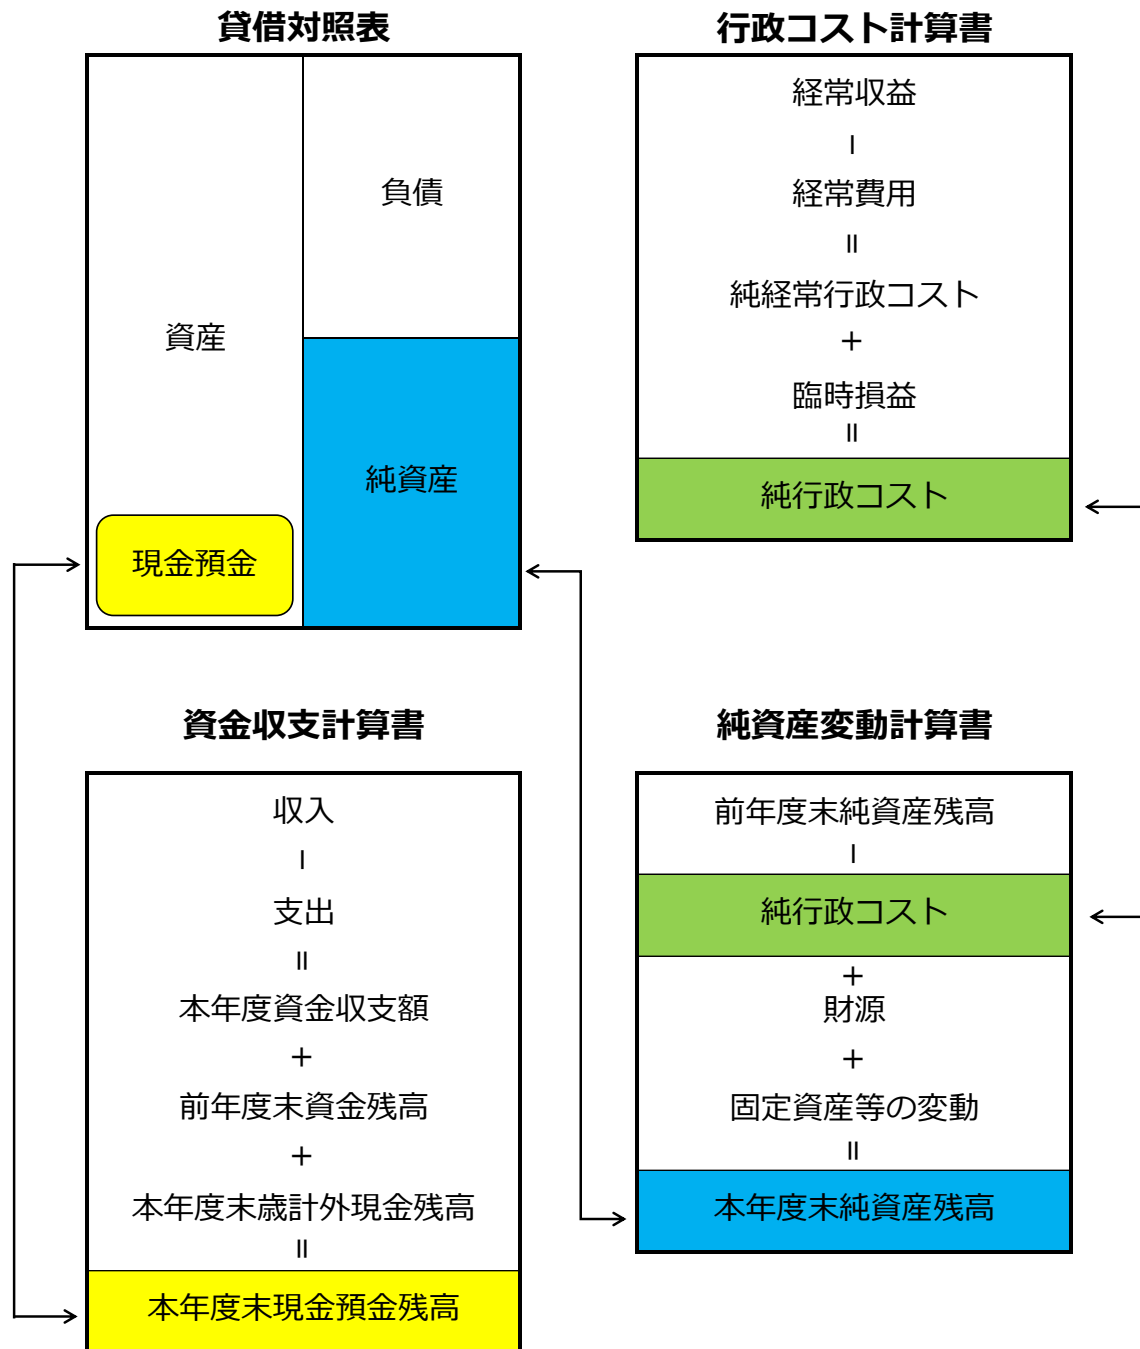 貸借対照表
資産
負債
純資産
現金預金
行政コスト計算書
経常収益
－
経常費用
＝
純経常行政コスト
＋
臨時損益
＝
純行政コスト
資金収支計算書
収入
－
支出
＝
本年度資金収支額
＋
前年度末資金残高
＋
本年度末歳計外現金残高
＝
本年度末現金預金残高
純資産変動計算書
前年度末純資産残高
－
純行政コスト
＋
財源
＋
固定資産等の変動
＝
本年度末純資産残高